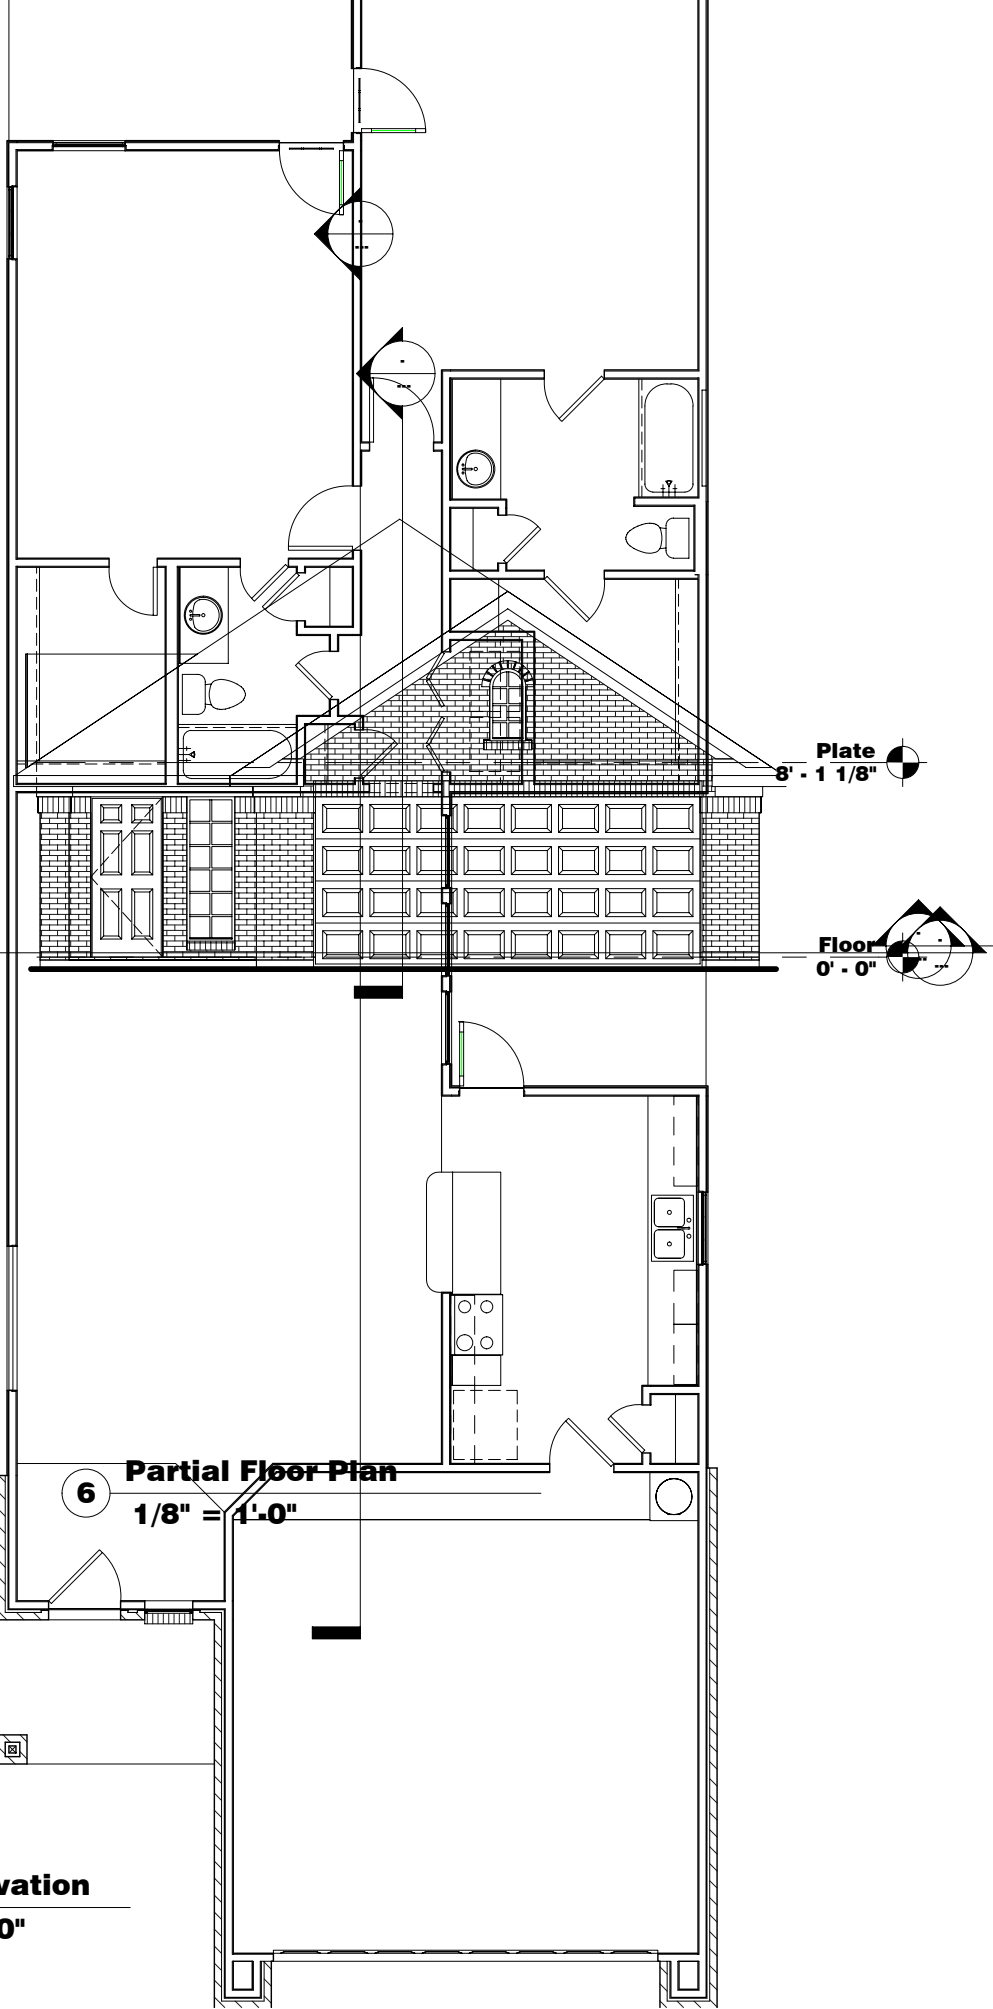 Plate
8' - 1 1/8"
Floor
0' - 0"
6
Partial Floor Plan
1/8" = 1'-0"
vation
0"